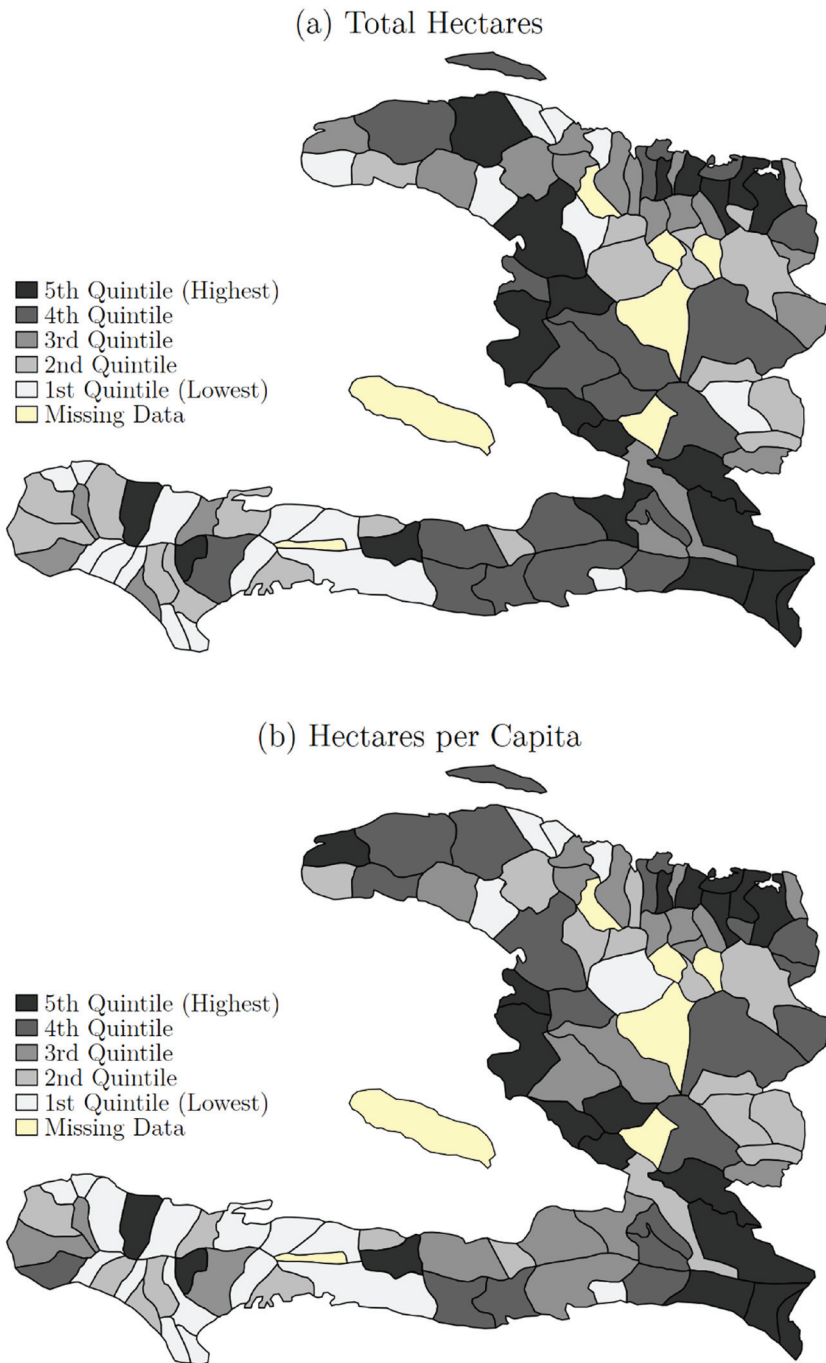 (a) Total Hectares
5th Quintile (Highest)
4th Quintile
3rd Quintile
2nd Quintile
1st Quintile (Lowest)
Missing Data
(b) Hectares per Capita
5th Quintile (Highest)
4th Quintile
3rd Quintile
2nd Quintile
1st Quintile (Lowest)
Missing Data